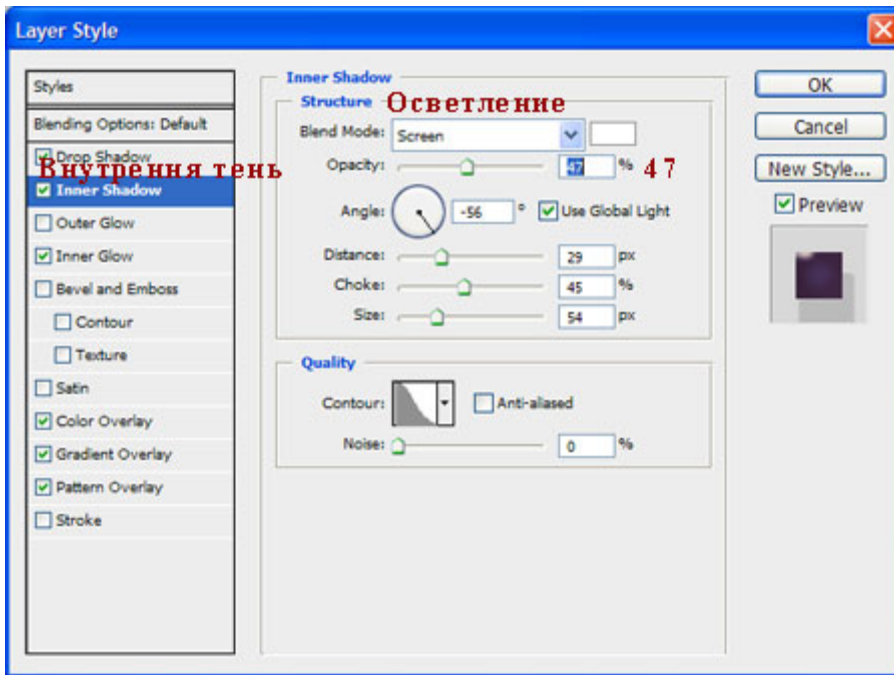 Layer Style
Styles
Blending Options: Default
Drop Shadow
Внутрення тень
Inner Shadow
Outer Glow
Inner Glow
Bevel and Emboss
Contour
Texture
Satin
Color Overlay
Gradient Overlay
Pattern Overlay
Stroke
Inner Shadow
Structure Осветление
Blend Mode: Screen
Opacity: 47 % 47
Angle: -56 ° Use Global Light
Distance: 29 px
Choke: 45 %
Size: 54 px
Quality
Contour: Anti-aliased
Noise: 0 %
OK
Cancel
New Style...
Preview